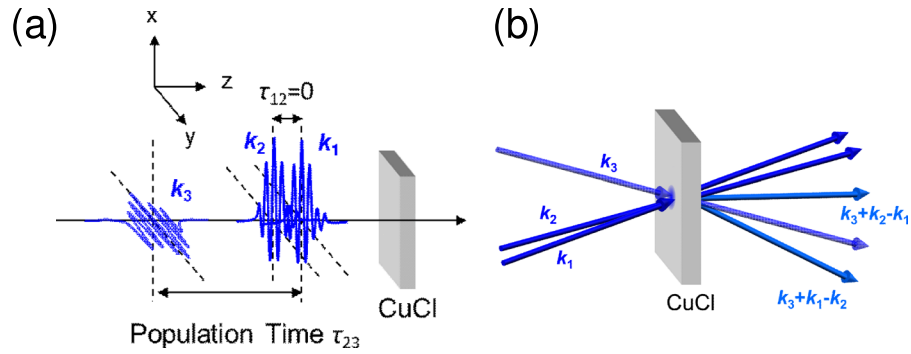 (a)
x
z
y
τ12=0
k2
k1
k3
CuCl
Population Time τ23
(b)
k3
k2
k1
k3+k2-k1
k3+k1-k2
CuCl